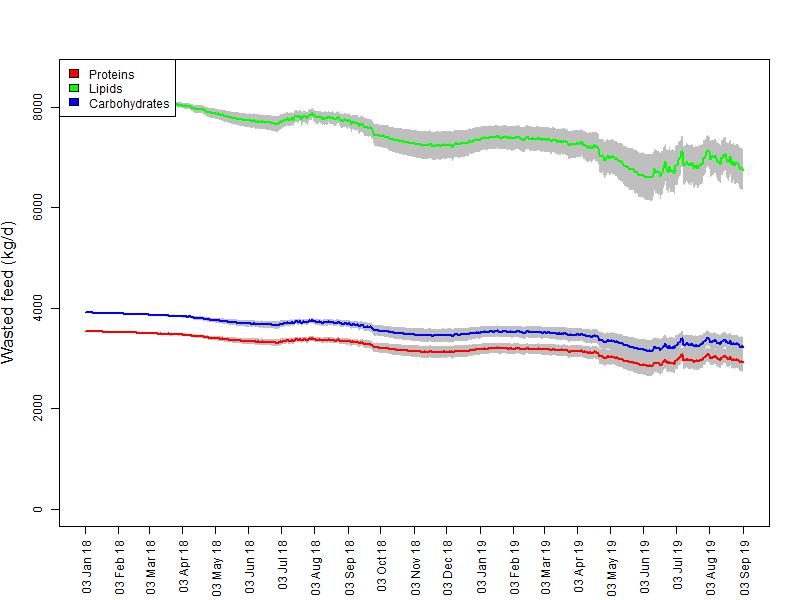 Proteins
Lipids
Carbohydrates
Wasted feed (kg/d)
8000
6000
4000
2000
0
03 Jan 18
03 Feb 18
03 Mar 18
03 Apr 18
03 May 18
03 Jun 18
03 Jul 18
03 Aug 18
03 Sep 18
03 Oct 18
03 Nov 18
03 Dec 18
03 Jan 19
03 Feb 19
03 Mar 19
03 Apr 19
03 May 19
03 Jun 19
03 Jul 19
03 Aug 19
03 Sep 19